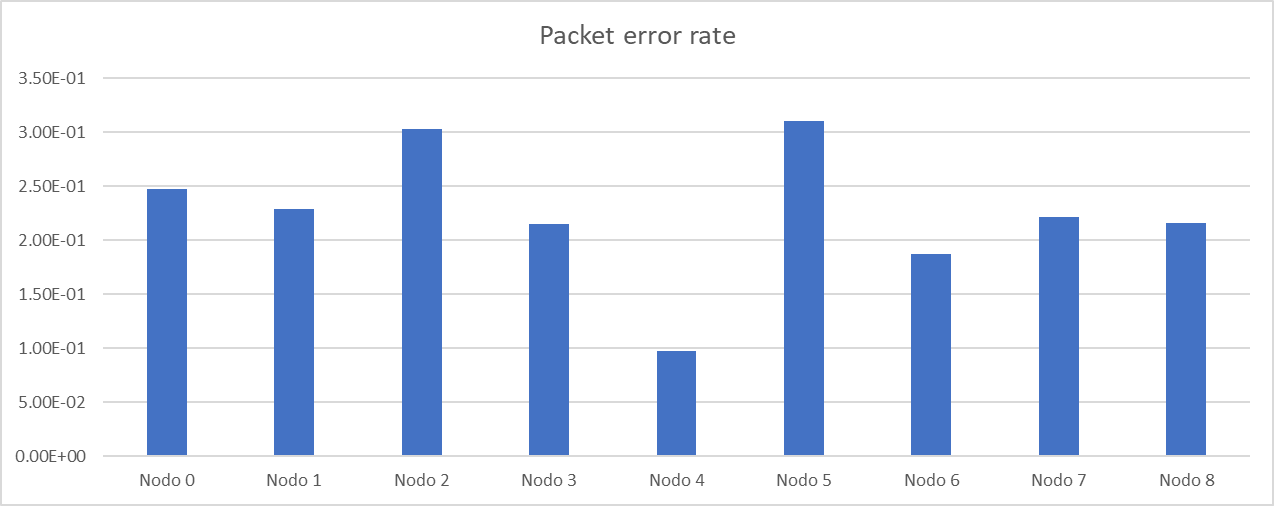 Packet error rate
3.50E-01
3.00E-01
2.50E-01
2.00E-01
1.50E-01
1.00E-01
5.00E-02
0.00E+00
Nodo 0 Nodo 1 Nodo 2 Nodo 3 Nodo 4 Nodo 5 Nodo 6 Nodo 7 Nodo 8